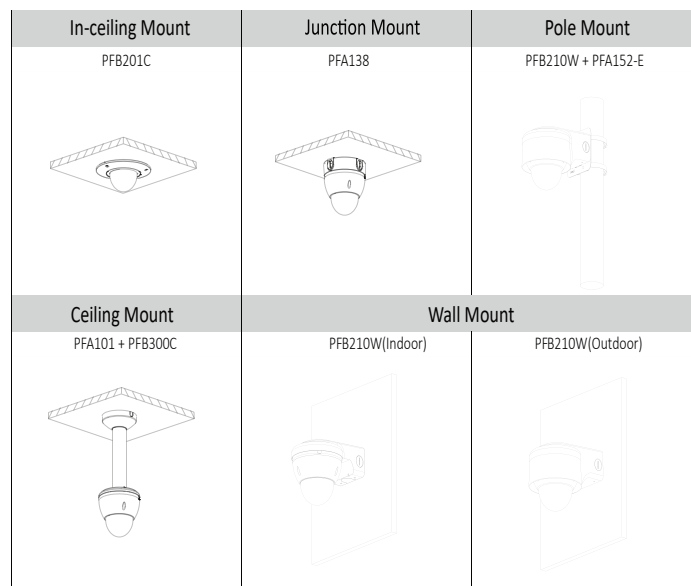 In-ceiling Mount
Junction Mount
Pole Mount
PFB201C
PFA138
PFB210W + PFA152-E
Ceiling Mount
Wall Mount
PFA101 + PFB300C
PFB210W(Indoor)
PFB210W(Outdoor)